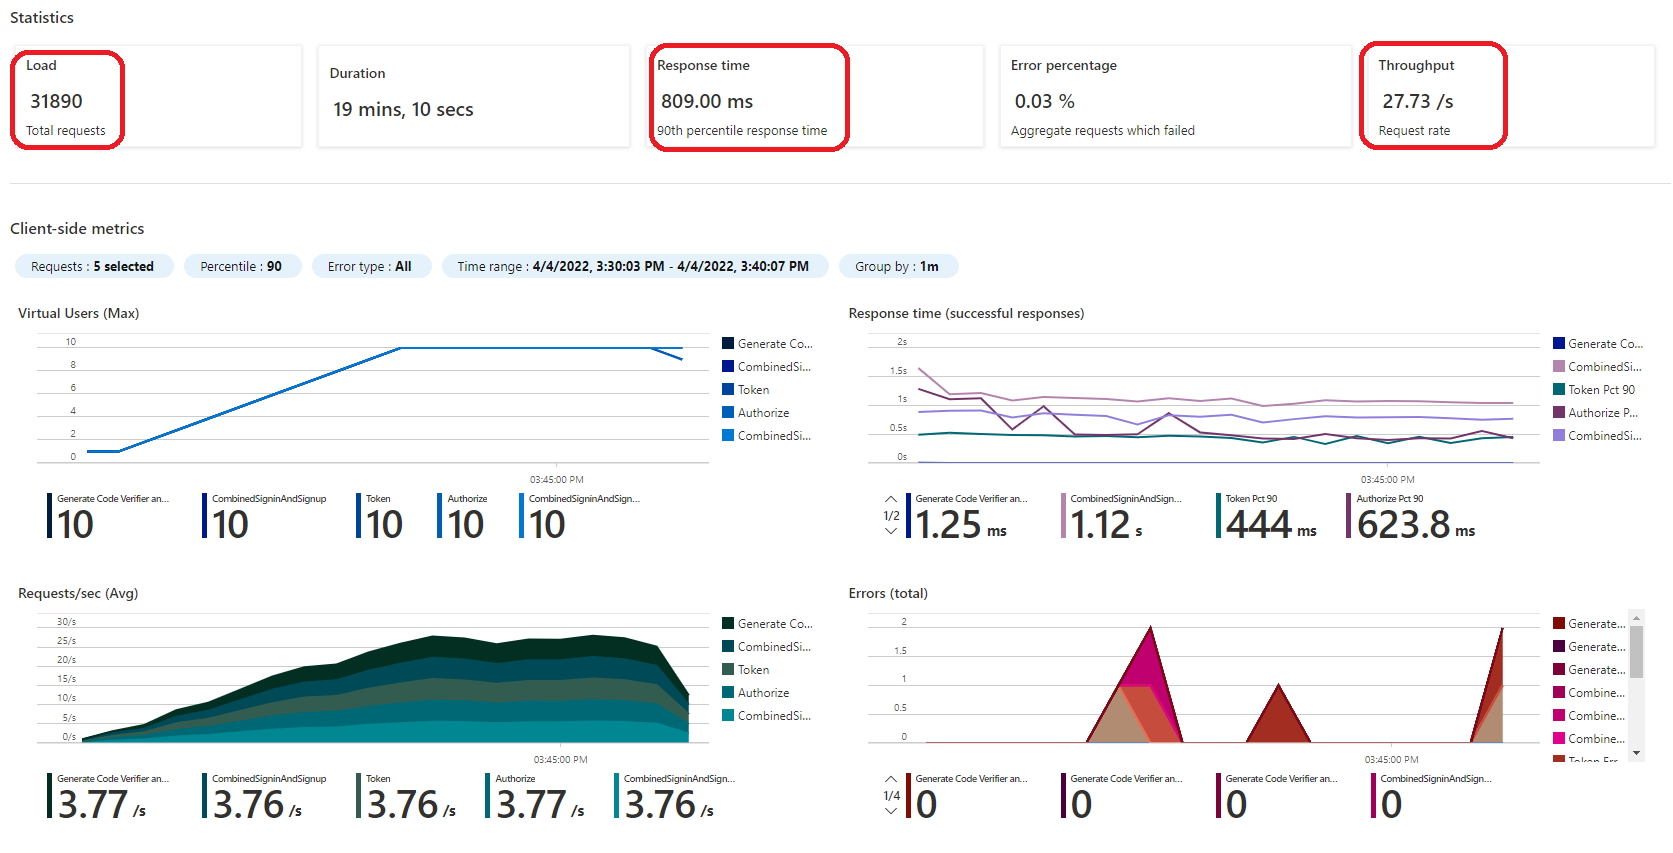 Statistics
Load
31890
Total requests
Duration
19 mins, 10 secs
Response time
809.00 ms
90th percentile response time
Error percentage
0.03 %
Aggregate requests which failed
Throughput
27.73 /s
Request rate
Client-side metrics
Requests : 5 selected
Percentile : 90
Error type : All
Time range : 4/4/2022, 3:30:03 PM - 4/4/2022, 3:40:07 PM
Group by : 1m
Virtual Users (Max)
10
8
6
4
2
0
03:45:00 PM
Generate Co...
CombinedSi...
Token
Authorize
CombinedSi...
Generate Code Verifier an...
10
CombinedSigninAndSignup
10
Token
10
Authorize
10
CombinedSigninAndSign...
10
Response time (successful responses)
2s
1.5s
1s
0.5s
0s
03:45:00 PM
Generate Co...
CombinedSi...
Token Pct 90
Authorize P...
CombinedSi...
1/2
Generate Code Verifier an...
1.25 ms
CombinedSigninAndSign...
1.12 s
Token Pct 90
444 ms
Authorize Pct 90
623.8 ms
Requests/sec (Avg)
30/s
25/s
20/s
15/s
10/s
5/s
0/s
03:45:00 PM
Generate Co...
CombinedSi...
Token
Authorize
CombinedSi...
Generate Code Verifier an...
3.77 /s
CombinedSigninAndSignup
3.76 /s
Token
3.76 /s
Authorize
3.77 /s
CombinedSigninAndSign...
3.76 /s
Errors (total)
2
1.5
1
0.5
0
03:45:00 PM
Generate...
Generate...
Generate...
Combine...
Combine...
Combine...
Token Err...
1/4
Generate Code Verifier an...
0
Generate Code Verifier an...
0
Generate Code Verifier an...
0
CombinedSigninAndSign...
0